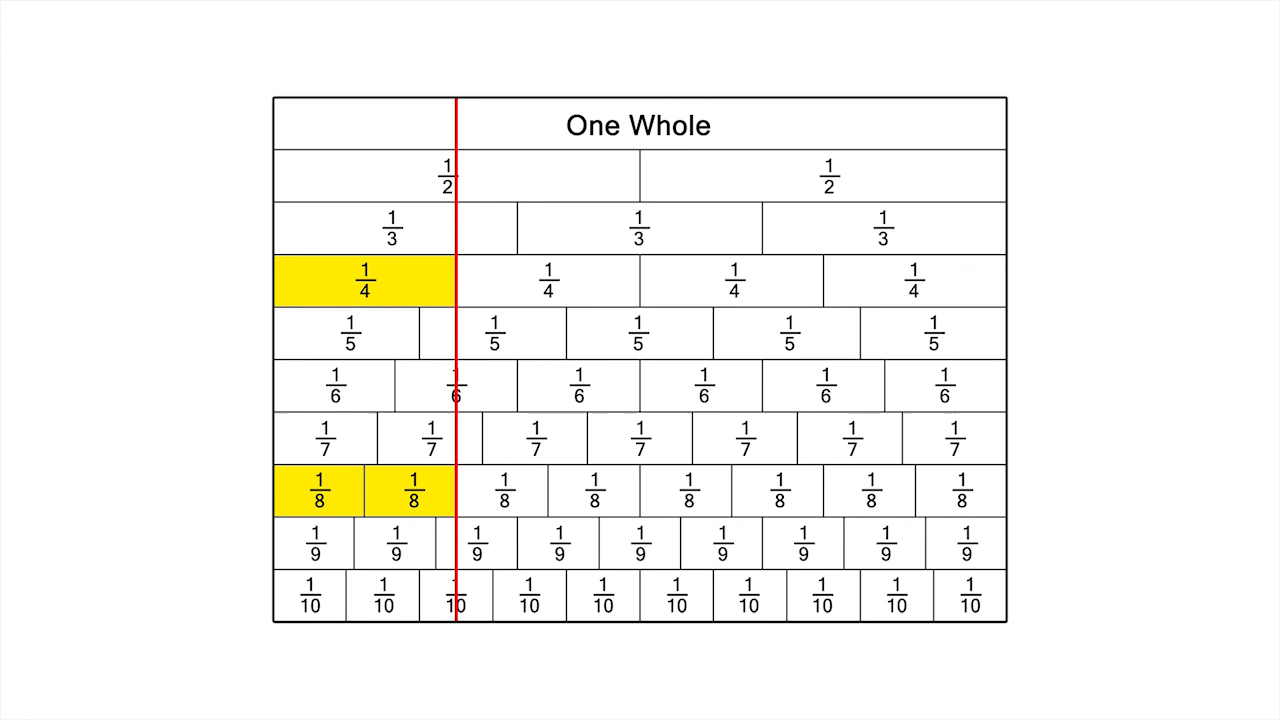 One Whole
1/2 1/2
1/3 1/3 1/3
1/4 1/4 1/4 1/4
1/5 1/5 1/5 1/5 1/5
1/6 1/6 1/6 1/6 1/6 1/6
1/7 1/7 1/7 1/7 1/7 1/7 1/7
1/8 1/8 1/8 1/8 1/8 1/8 1/8 1/8
1/9 1/9 1/9 1/9 1/9 1/9 1/9 1/9 1/9
1/10 1/10 1/10 1/10 1/10 1/10 1/10 1/10 1/10 1/10